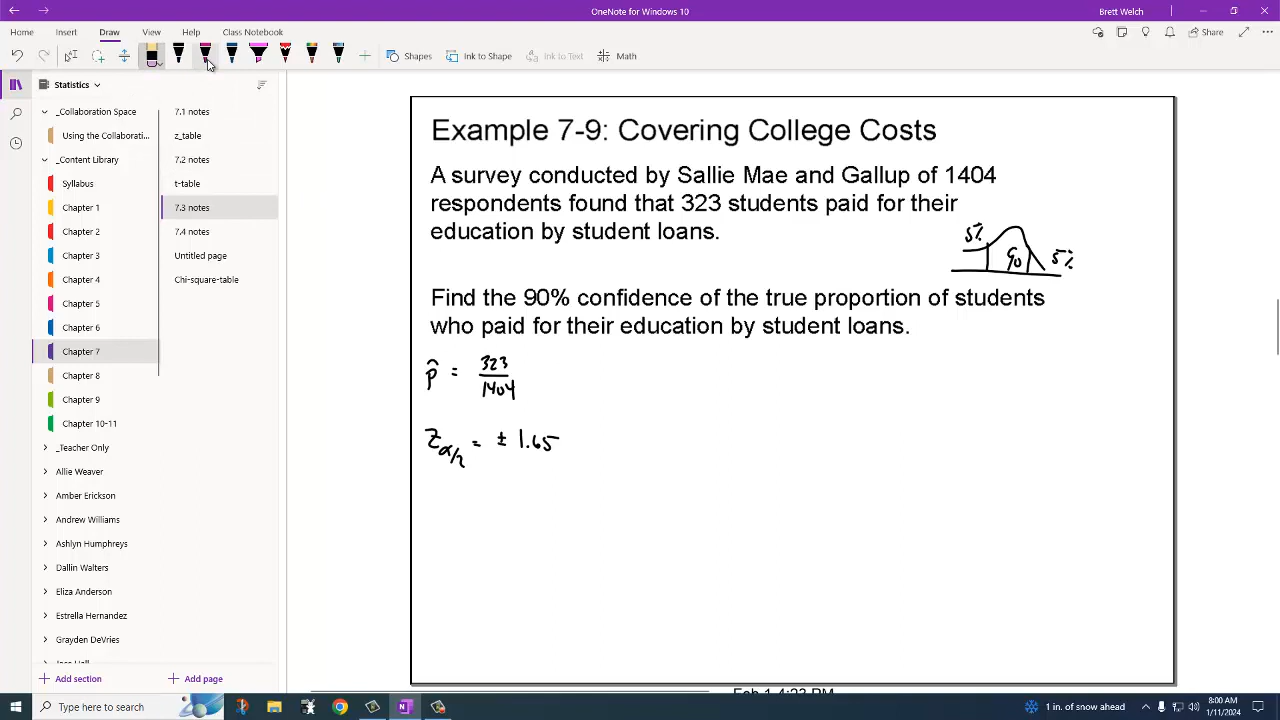 OneNote for Windows 10
Brett Welch
Home Insert Draw View Help Class Notebook
Share
Shapes Ink to Shape Ink to Text Math
Statistics
_Collaboration Space
Using the Collaborati...
_Content Library
Syllabus
Chapter 1
Chapter 2
Chapter 3
Chapter 4
Chapter 5
Chapter 6
Chapter 7
Chapter 8
Chapter 9
Chapter 10-11
_Teacher Only
Allie Weaver
Amber Erickson
Andrew Williams
Ashlyn Humphreys
Dallin Walters
Eliza Anderson
Estrella Hernandez
Grayden DeVries
Add section
7.1 notes
z_table
7.2 notes
t-table
7.3 notes
7.4 notes
Untitled page
Chi-square-table
Add page
Example 7-9: Covering College Costs
A survey conducted by Sallie Mae and Gallup of 1404
respondents found that 323 students paid for their
education by student loans.
5% 90 5%
Find the 90% confidence of the true proportion of students
who paid for their education by student loans.
p̂ = 323/1404
Z α/2 = ± 1.65
Feb 1-4:23 PM
Type here to search
1 in. of snow ahead
8:00 AM
1/11/2024